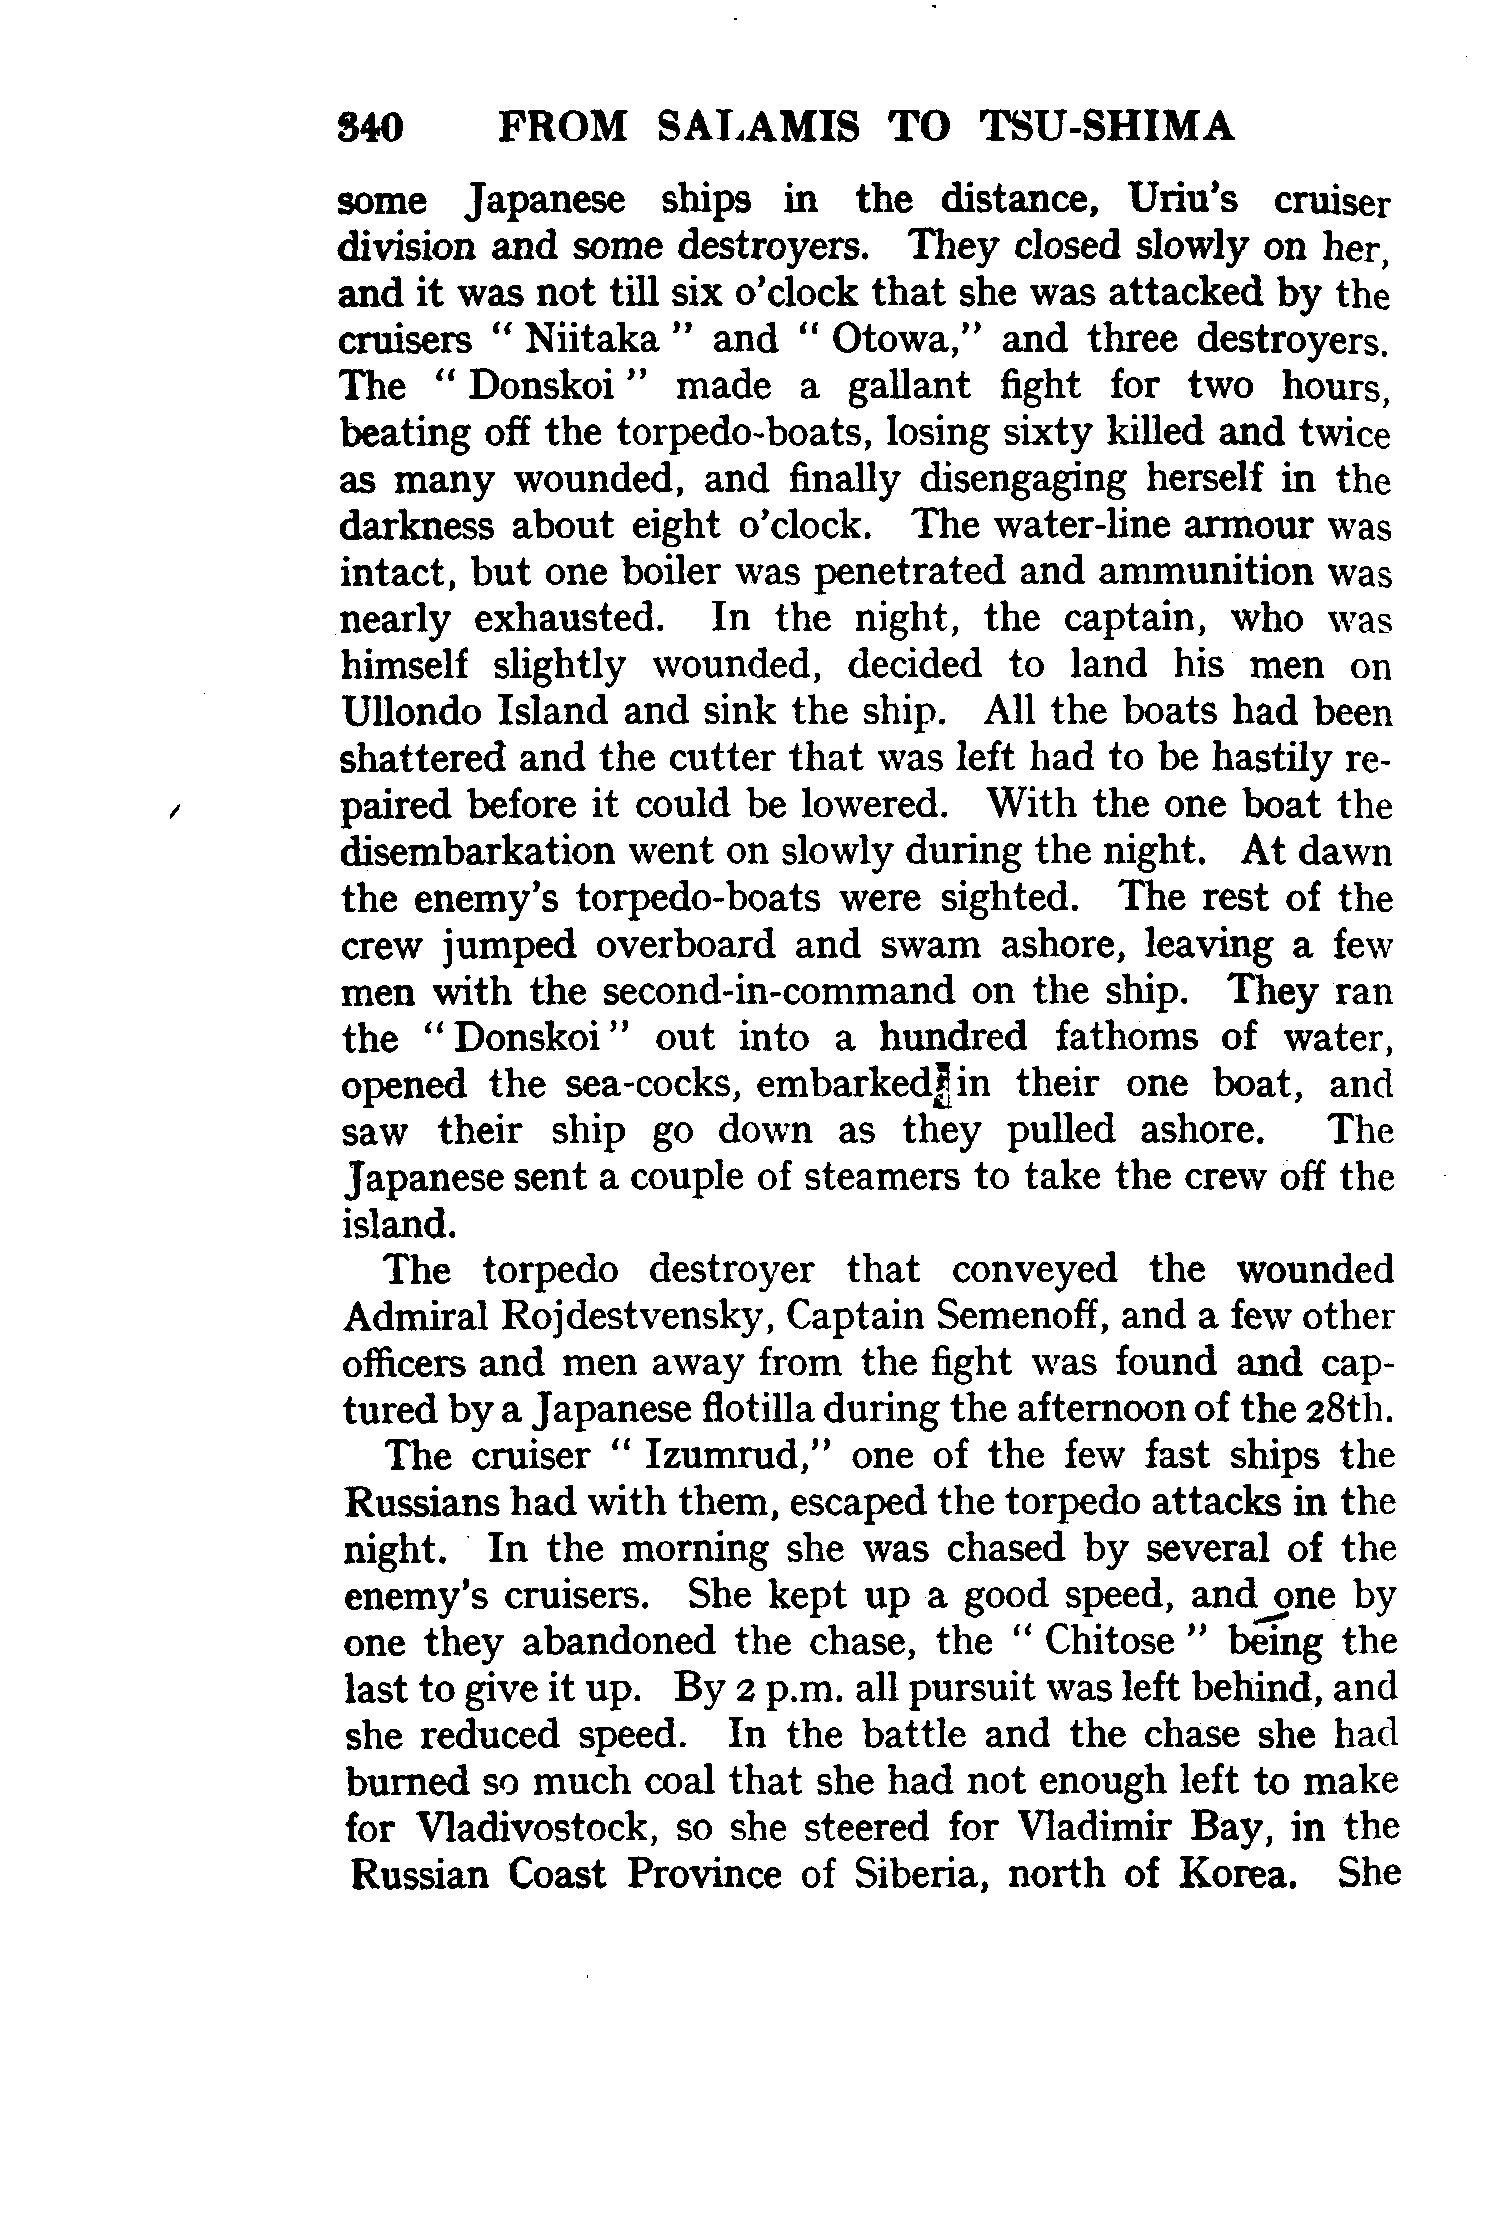 340 FROM SALAMIS TO TSU-SHIMA
some Japanese ships in the distance, Uriu's cruiser
division and some destroyers. They closed slowly on her,
and it was not till six o'clock that she was attacked by the
cruisers " Niitaka " and " Otowa," and three destroyers.
The " Donskoi " made a gallant fight for two hours,
beating off the torpedo-boats, losing sixty killed and twice
as many wounded, and finally disengaging herself in the
darkness about eight o'clock. The water-line armour was
intact, but one boiler was penetrated and ammunition was
nearly exhausted. In the night, the captain, who was
himself slightly wounded, decided to land his men on
Ullondo Island and sink the ship. All the boats had been
shattered and the cutter that was left had to be hastily re-
paired before it could be lowered. With the one boat the
disembarkation went on slowly during the night. At dawn
the enemy's torpedo-boats were sighted. The rest of the
crew jumped overboard and swam ashore, leaving a few
men with the second-in-command on the ship. They ran
the " Donskoi " out into a hundred fathoms of water,
opened the sea-cocks, embarked in their one boat, and
saw their ship go down as they pulled ashore. The
Japanese sent a couple of steamers to take the crew off the
island.
The torpedo destroyer that conveyed the wounded
Admiral Rojdestvensky, Captain Semenoff, and a few other
officers and men away from the fight was found and cap-
tured by a Japanese flotilla during the afternoon of the 28th.
The cruiser " Izumrud," one of the few fast ships the
Russians had with them, escaped the torpedo attacks in the
night. In the morning she was chased by several of the
enemy's cruisers. She kept up a good speed, and one by
one they abandoned the chase, the " Chitose " being the
last to give it up. By 2 p.m. all pursuit was left behind, and
she reduced speed. In the battle and the chase she had
burned so much coal that she had not enough left to make
for Vladivostock, so she steered for Vladimir Bay, in the
Russian Coast Province of Siberia, north of Korea. She